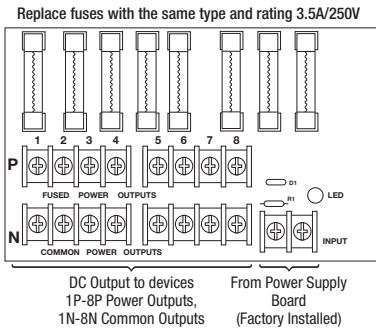 Replace fuses with the same type and rating 3.5A/250V
1 2 3 4 5 6 7 8
P
FUSED POWER OUTPUTS
D1
R1
LED
N
COMMON POWER OUTPUTS
INPUT
DC Output to devices
1P-8P Power Outputs,
1N-8N Common Outputs
From Power Supply
Board
(Factory Installed)